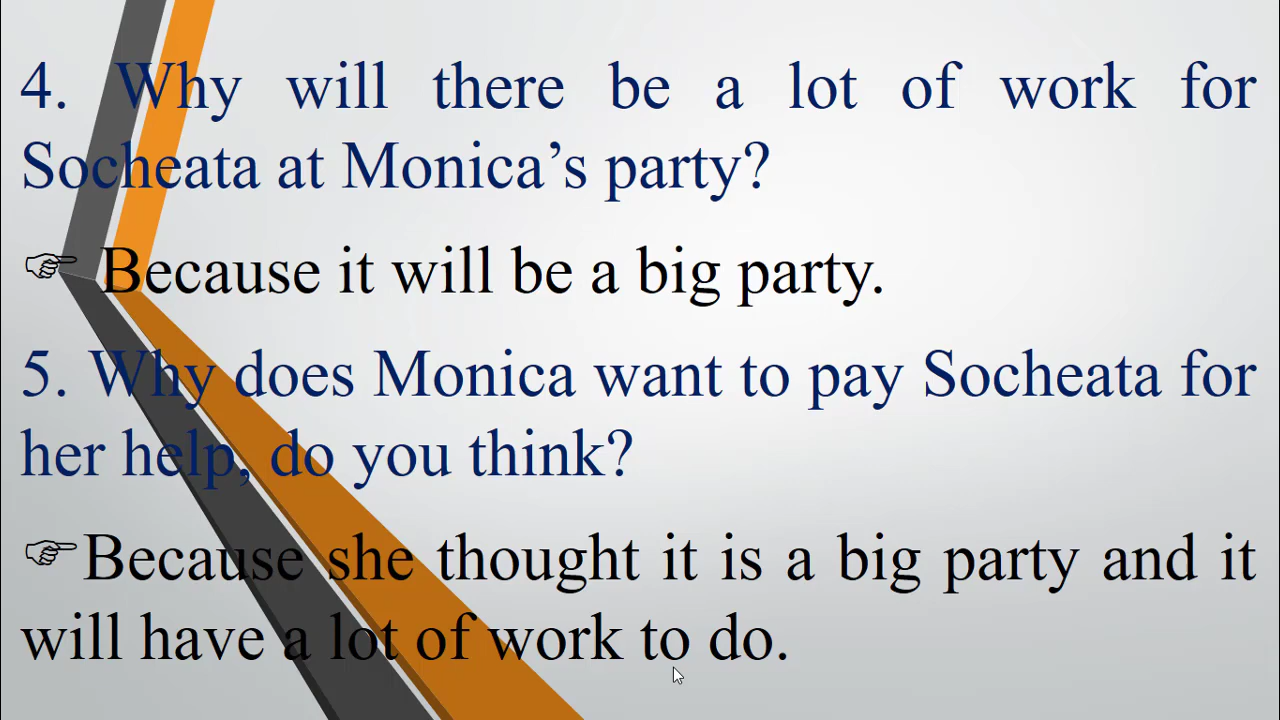 4. Why will there be a lot of work for
Socheata at Monica’s party?
☞ Because it will be a big party.
5. Why does Monica want to pay Socheata for
her help, do you think?
☞Because she thought it is a big party and it
will have a lot of work to do.